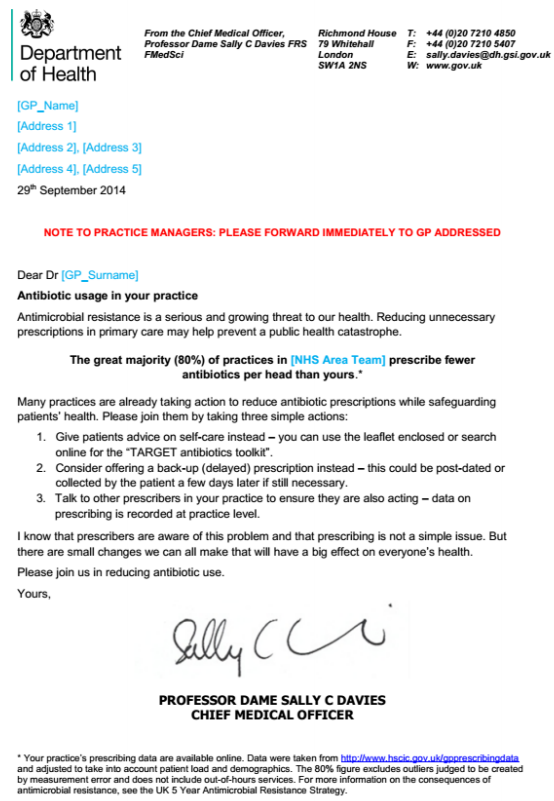 Department
of Health
From the Chief Medical Officer,
Professor Dame Sally C Davies FRS
FMedSci
Richmond House
79 Whitehall
London
SW1A 2NS
T: +44 (0)20 7210 4850
F: +44 (0)20 7210 5407
E: sally.davies@dh.gsi.gov.uk
W: www.gov.uk
[GP_Name]
[Address 1]
[Address 2], [Address 3]
[Address 4], [Address 5]
29th September 2014
NOTE TO PRACTICE MANAGERS: PLEASE FORWARD IMMEDIATELY TO GP ADDRESSED
Dear Dr [GP_Surname]
Antibiotic usage in your practice
Antimicrobial resistance is a serious and growing threat to our health. Reducing unnecessary
prescriptions in primary care may help prevent a public health catastrophe.
The great majority (80%) of practices in [NHS Area Team] prescribe fewer
antibiotics per head than yours.*
Many practices are already taking action to reduce antibiotic prescriptions while safeguarding
patients' health. Please join them by taking three simple actions:
1. Give patients advice on self-care instead – you can use the leaflet enclosed or search
online for the "TARGET antibiotics toolkit".
2. Consider offering a back-up (delayed) prescription instead – this could be post-dated or
collected by the patient a few days later if still necessary.
3. Talk to other prescribers in your practice to ensure they are also acting – data on
prescribing is recorded at practice level.
I know that prescribers are aware of this problem and that prescribing is not a simple issue. But
there are small changes we can all make that will have a big effect on everyone's health.
Please join us in reducing antibiotic use.
Yours,
Sally C Davies
PROFESSOR DAME SALLY C DAVIES
CHIEF MEDICAL OFFICER
* Your practice's prescribing data are available online. Data were taken from http://www.hscic.gov.uk/gpprescribingdata
and adjusted to take into account patient load and demographics. The 80% figure excludes outliers judged to be created
by measurement error and does not include out-of-hours services. For more information on the consequences of
antimicrobial resistance, see the UK 5 Year Antimicrobial Resistance Strategy.